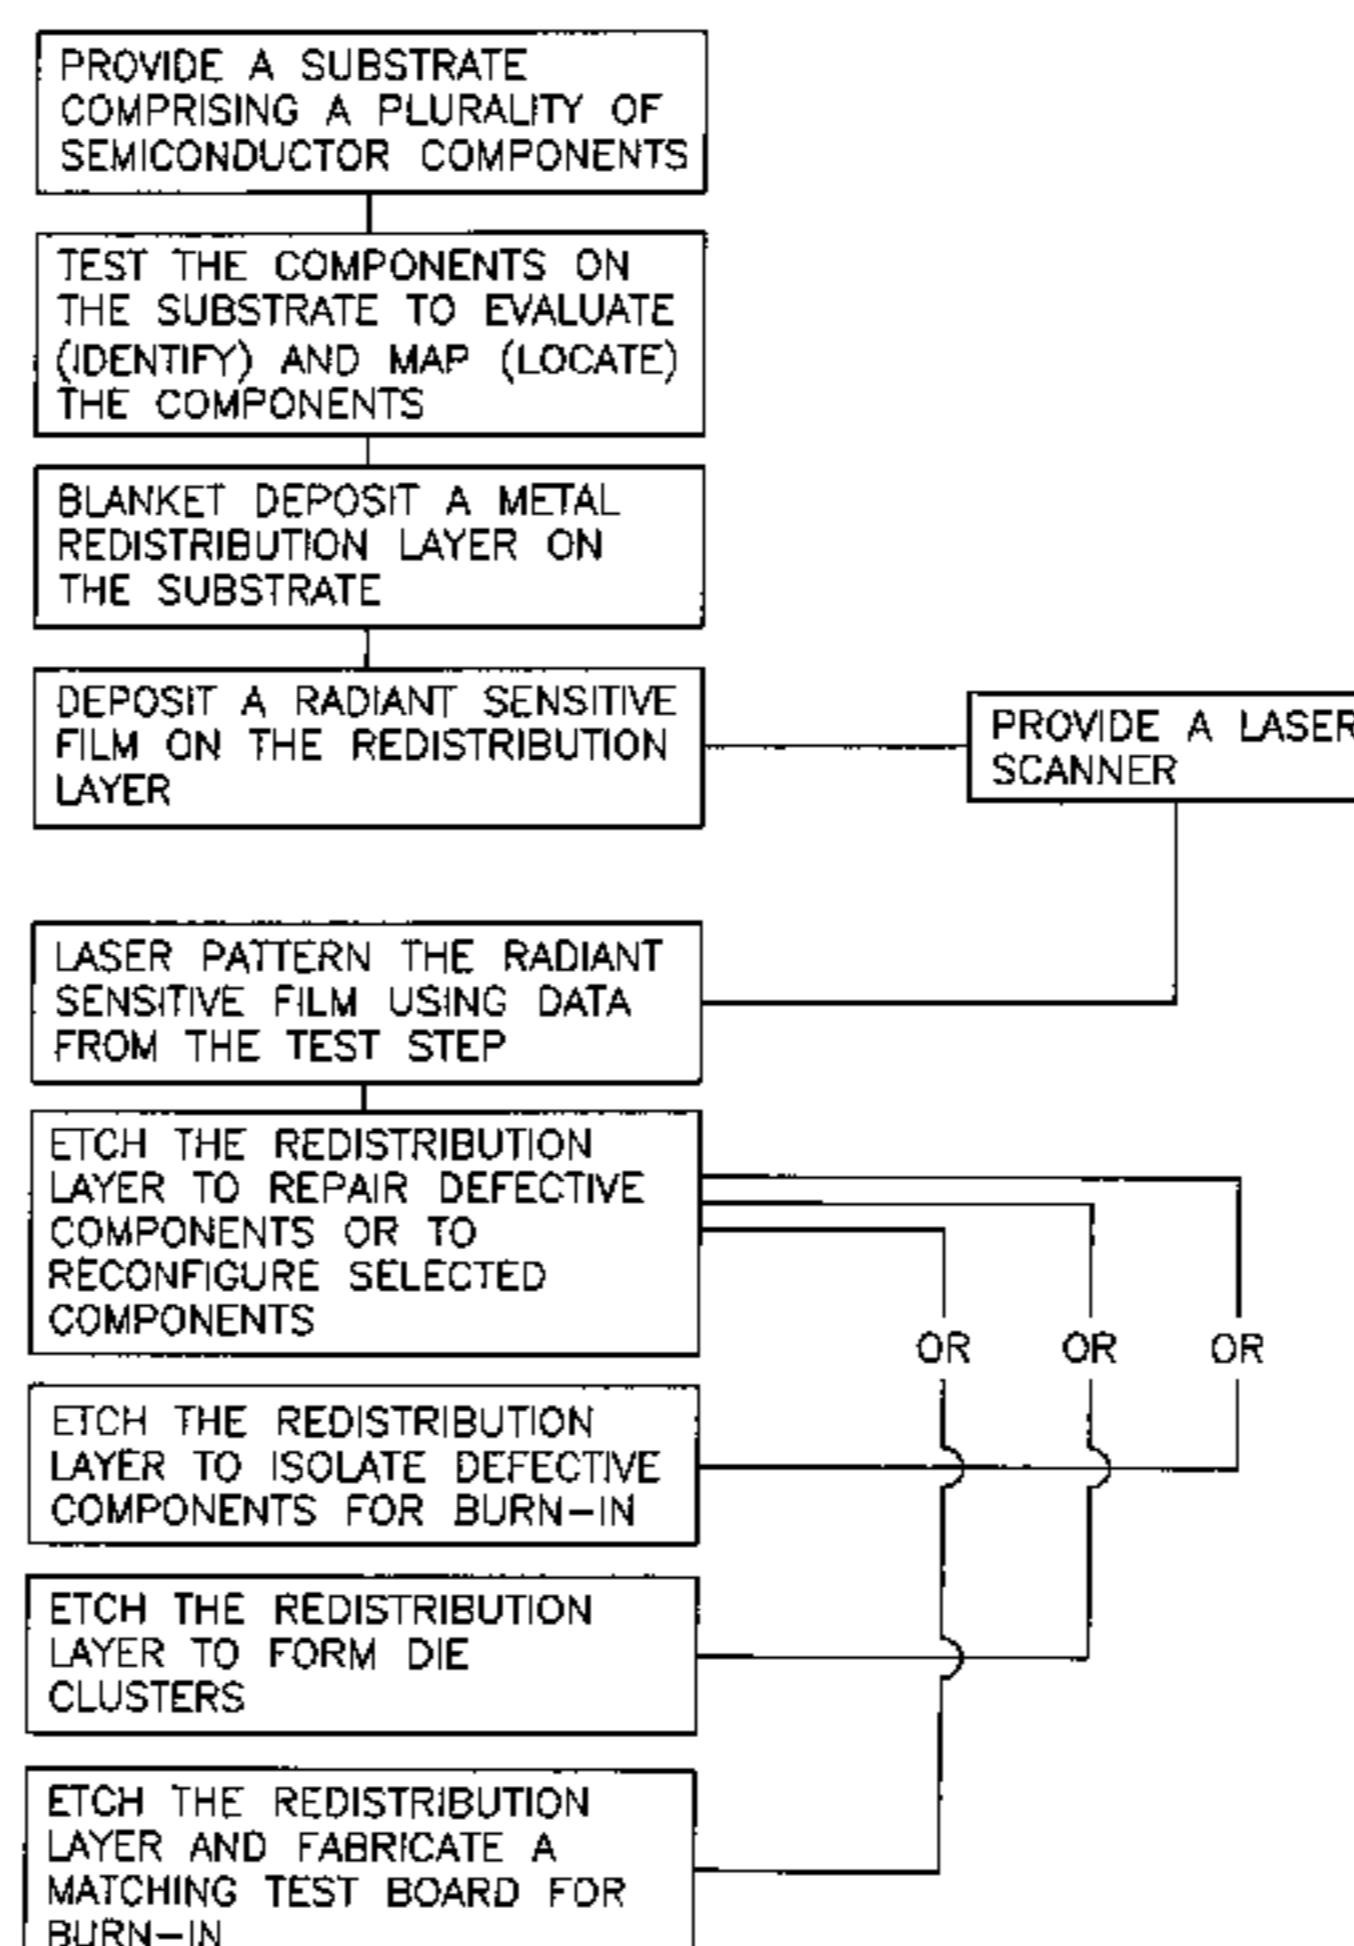 PROVIDE A SUBSTRATE
COMPRISING A PLURALITY OF
SEMICONDUCTOR COMPONENTS
TEST THE COMPONENTS ON
THE SUBSTRATE TO EVALUATE
(IDENTIFY) AND MAP (LOCATE)
THE COMPONENTS
BLANKET DEPOSIT A METAL
REDISTRIBUTION LAYER ON
THE SUBSTRATE
DEPOSIT A RADIANT SENSITIVE
FILM ON THE REDISTRIBUTION
LAYER
PROVIDE A LASER
SCANNER
LASER PATTERN THE RADIANT
SENSITIVE FILM USING DATA
FROM THE TEST STEP
ETCH THE REDISTRIBUTION
LAYER TO REPAIR DEFECTIVE
COMPONENTS OR TO
RECONFIGURE SELECTED
COMPONENTS
OR OR OR
ETCH THE REDISTRIBUTION
LAYER TO ISOLATE DEFECTIVE
COMPONENTS FOR BURN-IN
ETCH THE REDISTRIBUTION
LAYER TO FORM DIE
CLUSTERS
ETCH THE REDISTRIBUTION
LAYER AND FABRICATE A
MATCHING TEST BOARD FOR
BURN-IN